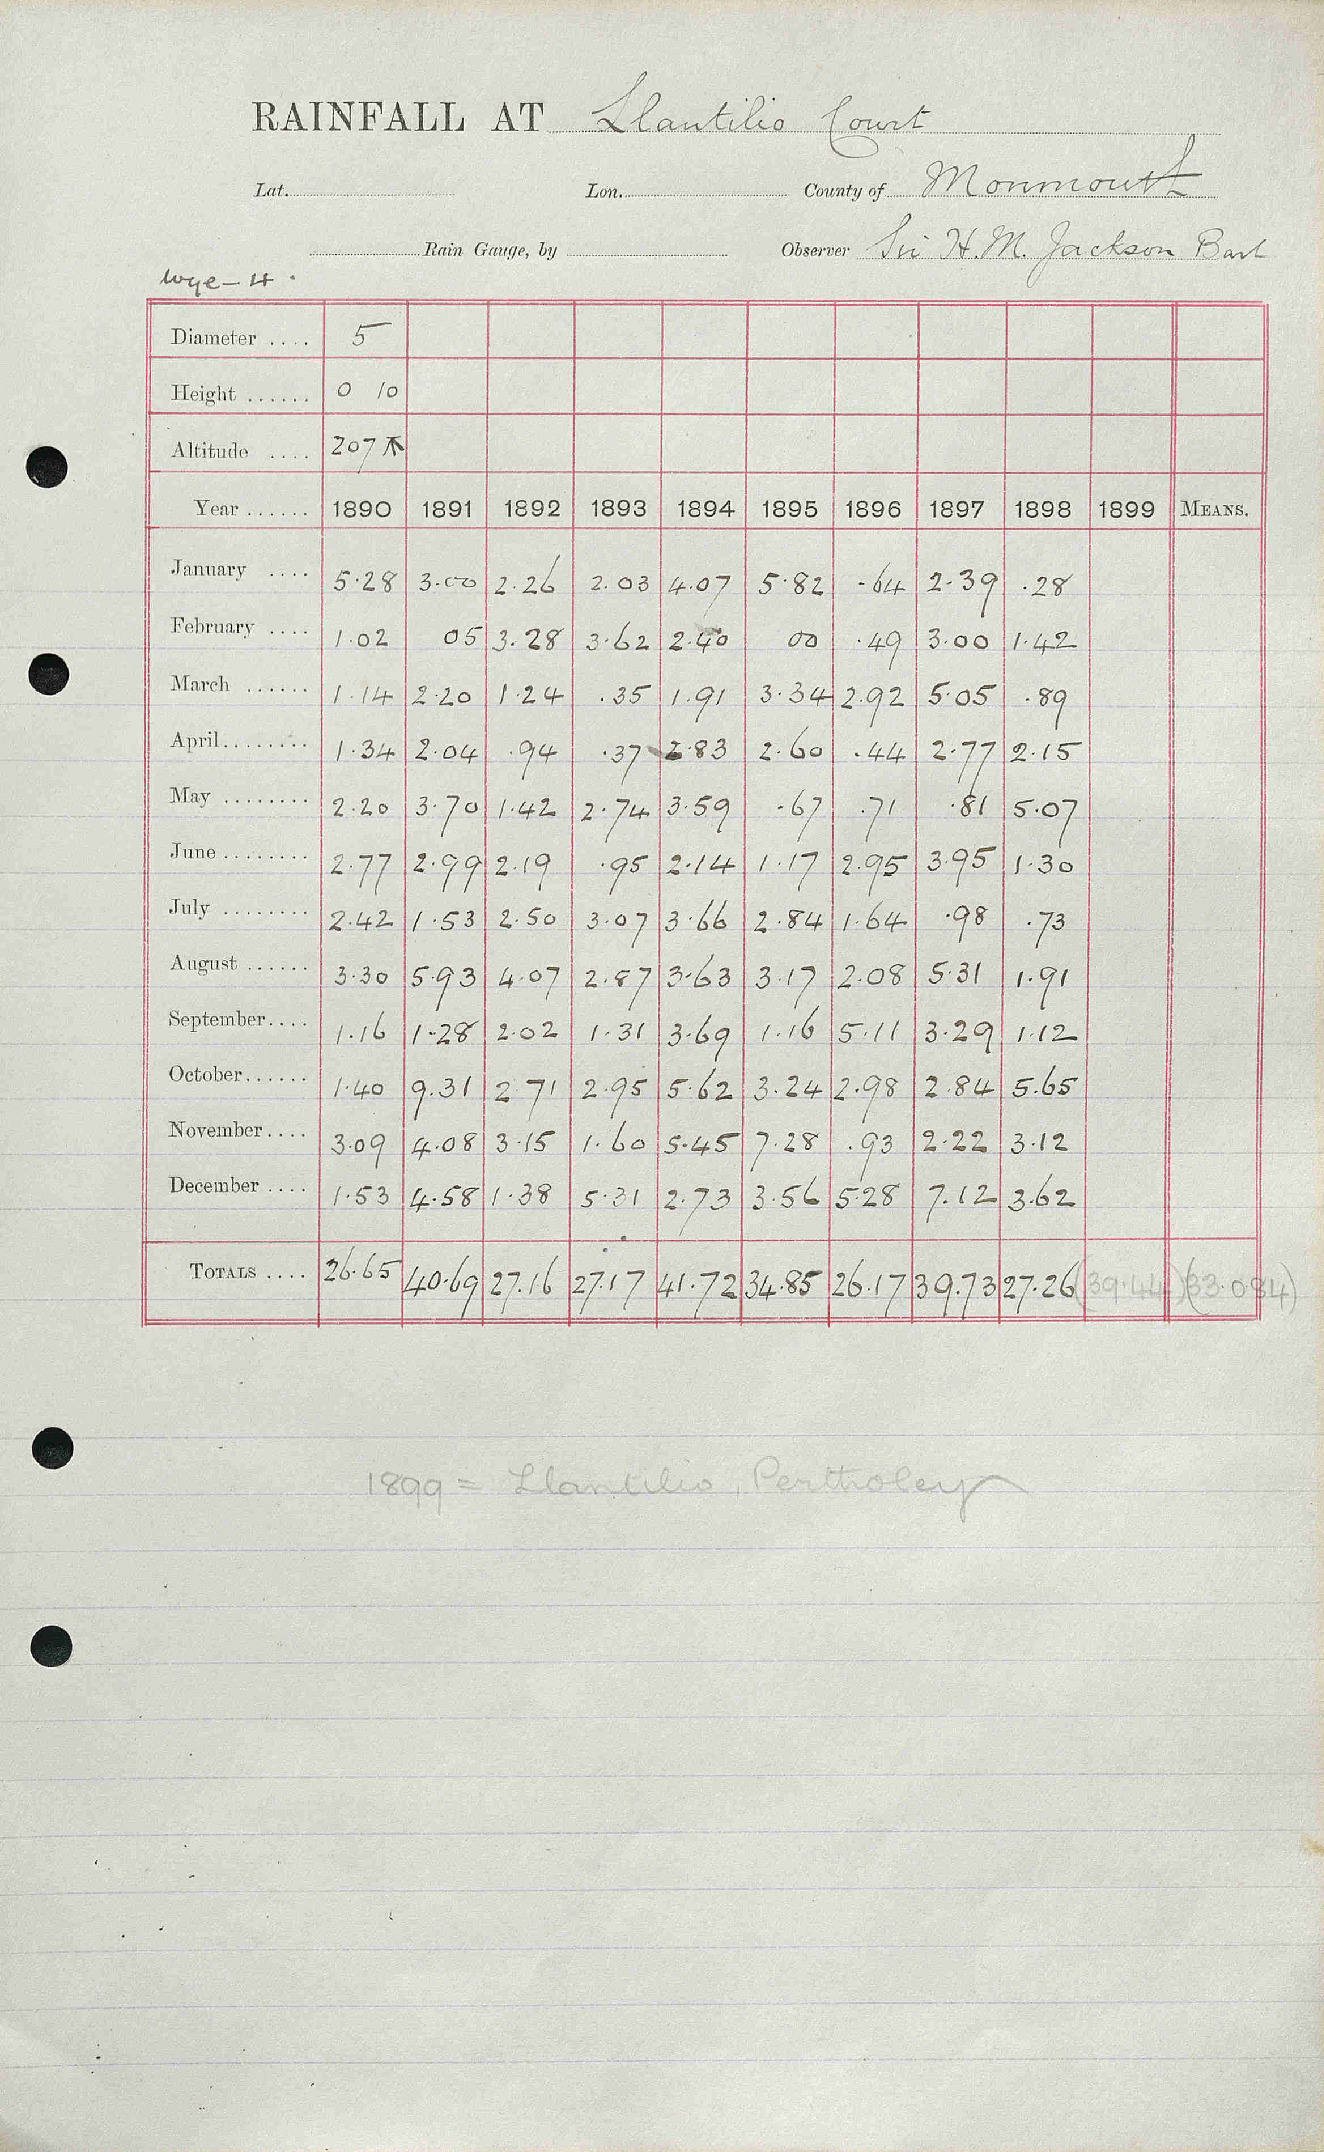 RAINFALL AT Llantilio Court
Lat. Lon. County of Monmouth
Rain Gauge, by Observer Sir H. M. Jackson Bart
Wye - 4.
Diameter .... 5
Height ...... 0 10
Altitude .... 207
Year ...... 1890 1891 1892 1893 1894 1895 1896 1897 1898 1899 MEANS.
January .... 5.28 3.00 2.26 2.03 4.07 5.82 .64 2.39 .28
February .... 1.02 05 3.28 3.62 2.40 00 .49 3.00 1.42
March ...... 1.14 2.20 1.24 .35 1.91 3.34 2.92 5.05 .89
April ........ 1.34 2.04 .94 .37 2.83 2.60 .44 2.77 2.15
May ........ 2.20 3.70 1.42 2.74 3.59 .67 .71 .81 5.07
June ........ 2.77 2.99 2.19 .95 2.14 1.17 2.95 3.95 1.30
July ........ 2.42 1.53 2.50 3.07 3.66 2.84 1.64 .98 .73
August ...... 3.30 5.93 4.07 2.87 3.63 3.17 2.08 5.31 1.91
September.... 1.16 1.28 2.02 1.31 3.69 1.16 5.11 3.29 1.12
October...... 1.40 9.31 2.71 2.95 5.62 3.24 2.98 2.84 5.65
November.... 3.09 4.08 3.15 1.60 5.45 7.28 .93 2.22 3.12
December .... 1.53 4.58 1.38 5.31 2.73 3.56 5.28 7.12 3.62
TOTALS .... 26.65 40.69 27.16 27.17 41.72 34.85 26.17 39.73 27.26 (39.44) (33.084)
1899 = Llantilio, Pertholey